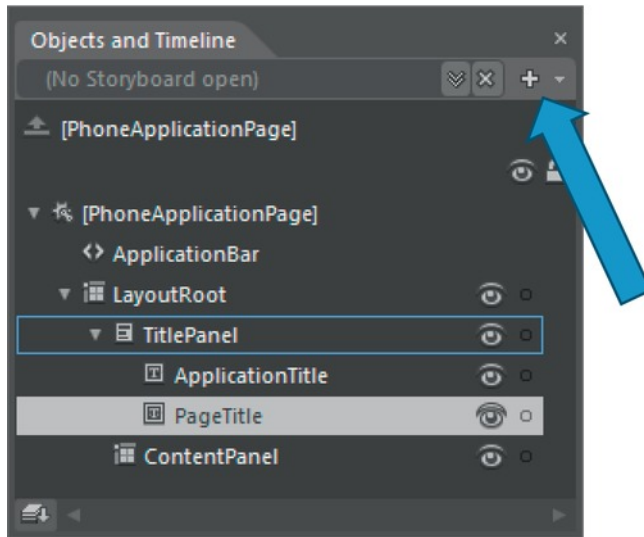 Objects and Timeline
(No Storyboard open)
[PhoneApplicationPage]
[PhoneApplicationPage]
ApplicationBar
LayoutRoot
TitlePanel
ApplicationTitle
PageTitle
ContentPanel